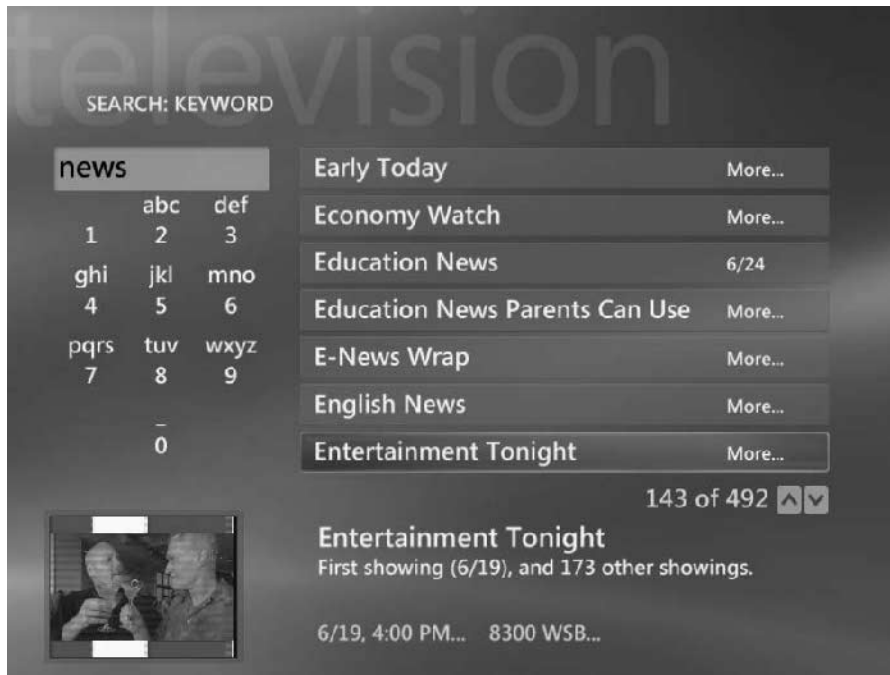 television
SEARCH: KEYWORD
news
abc def
1 2 3
ghi jkl mno
4 5 6
pqrs tuv wxyz
7 8 9
_
0
Early Today More...
Economy Watch More...
Education News 6/24
Education News Parents Can Use More...
E-News Wrap More...
English News More...
Entertainment Tonight More...
143 of 492
Entertainment Tonight
First showing (6/19), and 173 other showings.
6/19, 4:00 PM... 8300 WSB...